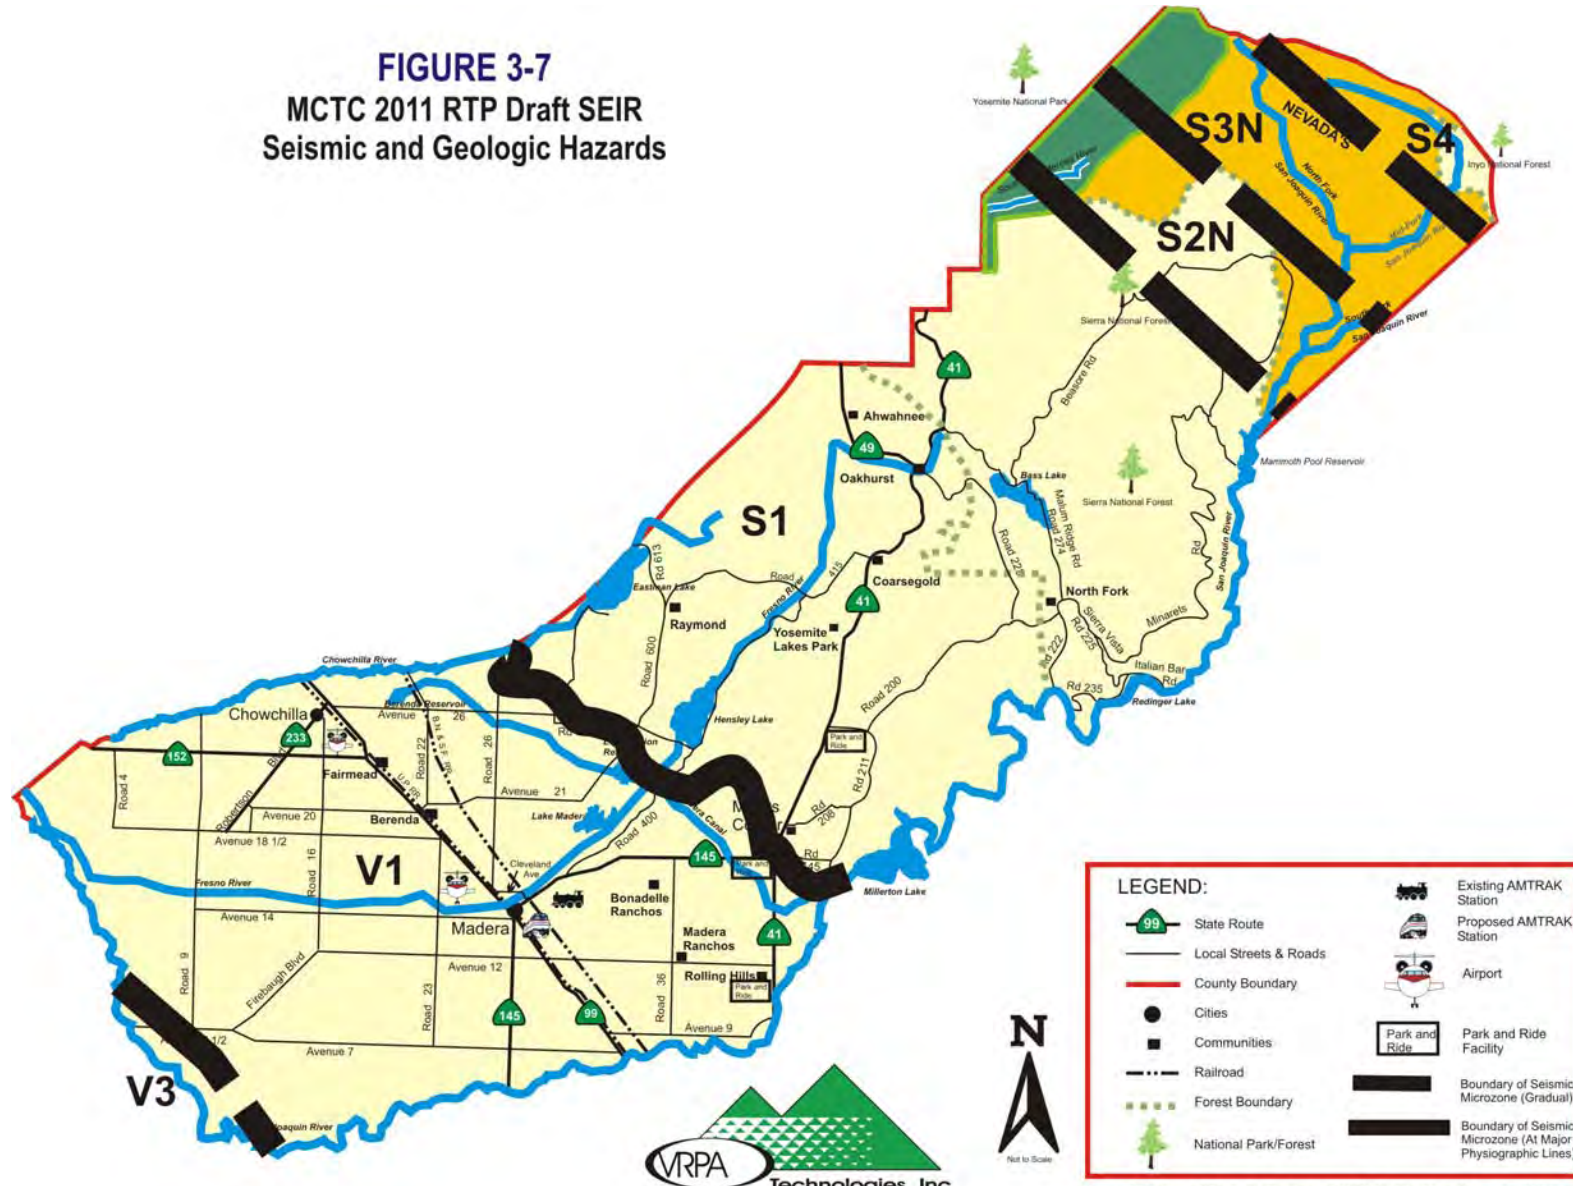 FIGURE 3-7
MCTC 2011 RTP Draft SEIR
Seismic and Geologic Hazards
Yosemite National Park
S3N
NEVADA'S
S4
Inyo National Forest
North Fork
San Joaquin River
S2N
Sierra National Forest
San Joaquin River
41
Beasore Rd
Ahwahnee
49
Oakhurst
Bass Lake
Mammoth Pool Reservoir
Sierra National Forest
Malum Ridge Rd
Road 274
S1
Rd
San Joaquin River
Rd 613
Road
415
Coarsegold
Eastman Lake
Fresno River
41
North Fork
Raymond
Yosemite
Lakes Park
Sierra Vista
Minarets
Rd 225
Road 600
Chowchilla River
Rd 222
Italian Bar
Rd
Road 200
Rd 235
Redinger Lake
Berenda Reservoir
Chowchilla
Avenue 26
Hensley Lake
B.N. & S.F. RR.
233
152
Road 22
Road 26
Rd
Park and
Ride
Rd 211
Fairmead
U.P. RR.
Road 4
Robertson
Blvd
Avenue 21
Avenue 20
Berenda
Lake Madera
Road 400
Rd
208
Avenue 18 1/2
Road 16
V1
Cleveland
Ave
145
Rd
Millerton Lake
Fresno River
Bonadelle
Ranchos
Avenue 14
Madera
Madera
Ranchos
41
Avenue 12
Rolling Hills
Park and
Ride
Road 9
Firebaugh Blvd
Road 23
Road 36
145
99
Avenue 9
Avenue 7
V3
N
Not to Scale
VRPA
Technologies, Inc
LEGEND:
99
State Route
Local Streets & Roads
County Boundary
Cities
Communities
Railroad
Forest Boundary
National Park/Forest
Existing AMTRAK
Station
Proposed AMTRAK
Station
Airport
Park and
Ride
Park and Ride
Facility
Boundary of Seismic
Microzone (Gradual)
Boundary of Seismic
Microzone (At Major
Physiographic Lines)